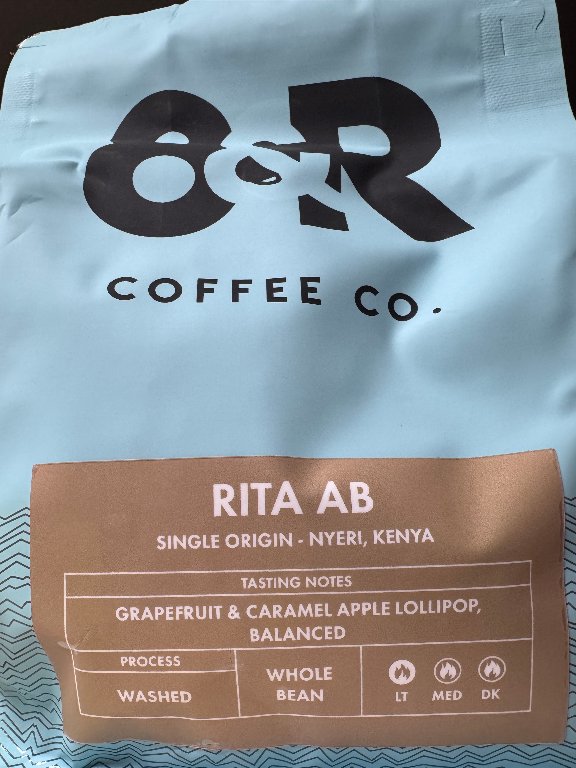 8&R
COFFEE CO.
RITA AB
SINGLE ORIGIN - NYERI, KENYA
TASTING NOTES
GRAPEFRUIT & CARAMEL APPLE LOLLIPOP,
BALANCED
PROCESS
WASHED
WHOLE
BEAN
LT MED DK